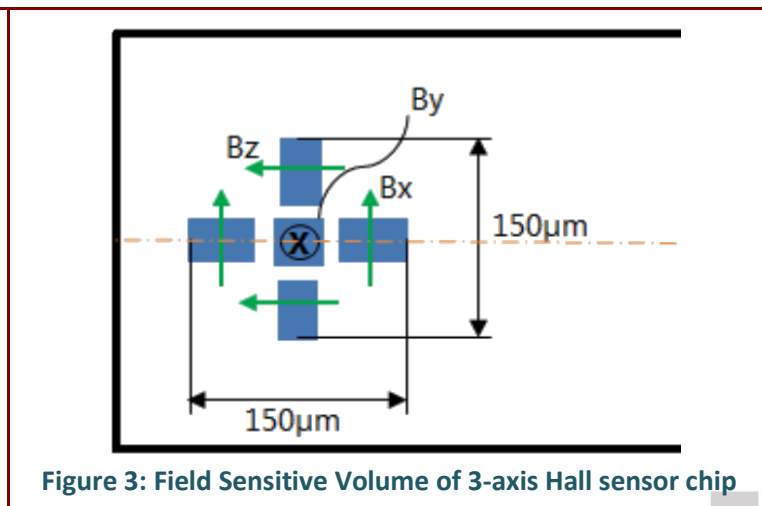 By
Bz
Bx
150µm
X
150µm
Figure 3: Field Sensitive Volume of 3-axis Hall sensor chip